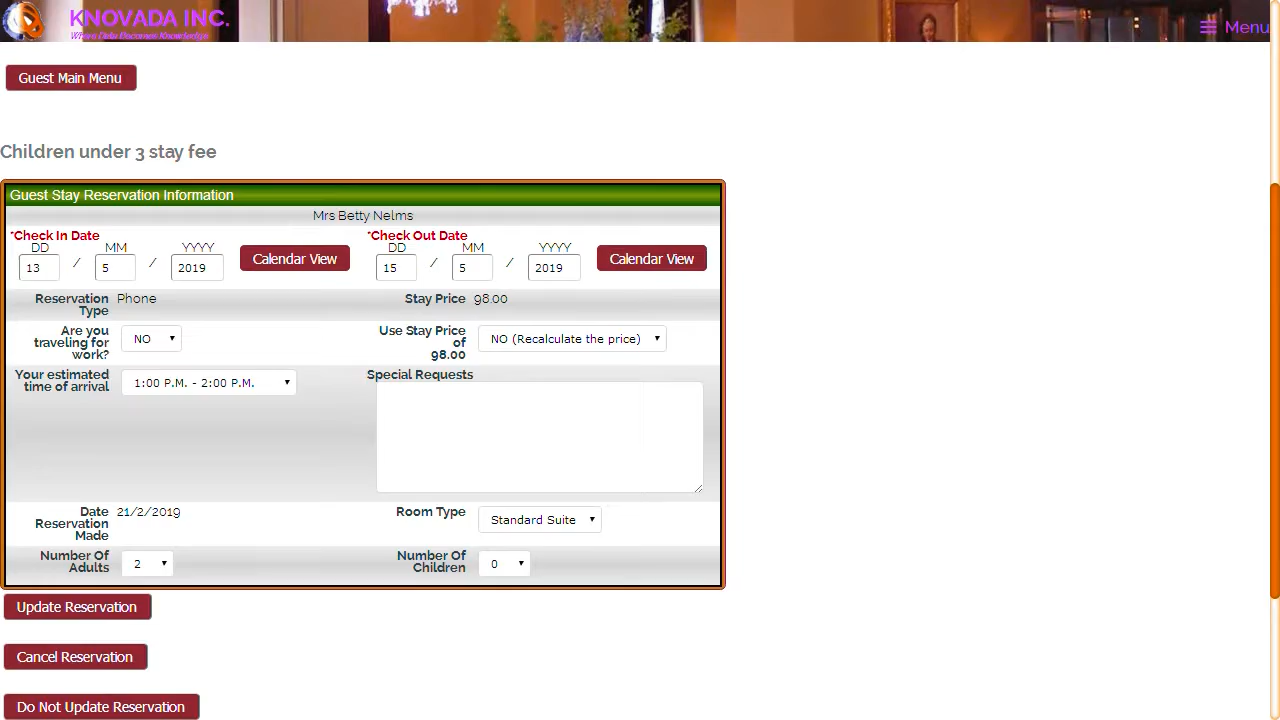 KNOVADA INC.
Where Data Becomes Knowledge
Menu
Guest Main Menu
Children under 3 stay fee
Guest Stay Reservation Information
Mrs Betty Nelms
*Check In Date
DD MM YYYY
13 / 5 / 2019 Calendar View
*Check Out Date
DD MM YYYY
15 / 5 / 2019 Calendar View
Reservation
Type
Phone
Stay Price 98.00
Are you
traveling for
work?
NO
Use Stay Price
of
98.00
NO (Recalculate the price)
Your estimated
time of arrival
1:00 P.M. - 2:00 P.M.
Special Requests
Date
Reservation
Made
21/2/2019
Room Type
Standard Suite
Number Of
Adults
2
Number Of
Children
0
Update Reservation
Cancel Reservation
Do Not Update Reservation